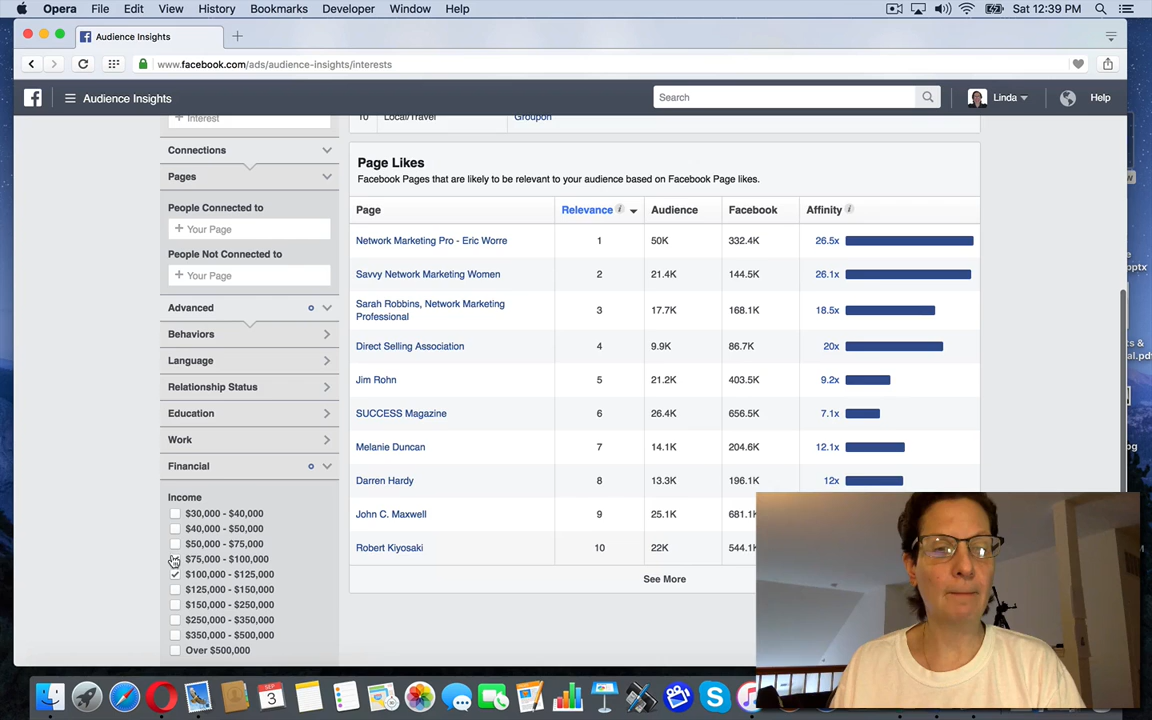 Opera File Edit View History Bookmarks Developer Window Help Sat 12:39 PM
Audience Insights
www.facebook.com/ads/audience-insights/interests
Audience Insights Search Linda Help
Interest
10 Local/Travel Groupon
Connections
Pages
People Connected to
Your Page
People Not Connected to
Your Page
Advanced
Behaviors
Language
Relationship Status
Education
Work
Financial
Income
$30,000 - $40,000
$40,000 - $50,000
$50,000 - $75,000
$75,000 - $100,000
$100,000 - $125,000
$125,000 - $150,000
$150,000 - $250,000
$250,000 - $350,000
$350,000 - $500,000
Over $500,000
Page Likes
Facebook Pages that are likely to be relevant to your audience based on Facebook Page likes.
Page Relevance Audience Facebook Affinity
Network Marketing Pro - Eric Worre 1 50K 332.4K 26.5x
Savvy Network Marketing Women 2 21.4K 144.5K 26.1x
Sarah Robbins, Network Marketing
Professional 3 17.7K 168.1K 18.5x
Direct Selling Association 4 9.9K 86.7K 20x
Jim Rohn 5 21.2K 403.5K 9.2x
SUCCESS Magazine 6 26.4K 656.5K 7.1x
Melanie Duncan 7 14.1K 204.6K 12.1x
Darren Hardy 8 13.3K 196.1K 12x
John C. Maxwell 9 25.1K 681.1
Robert Kiyosaki 10 22K 544.1
See More
pptx
s &
al.pdf
SEP
3